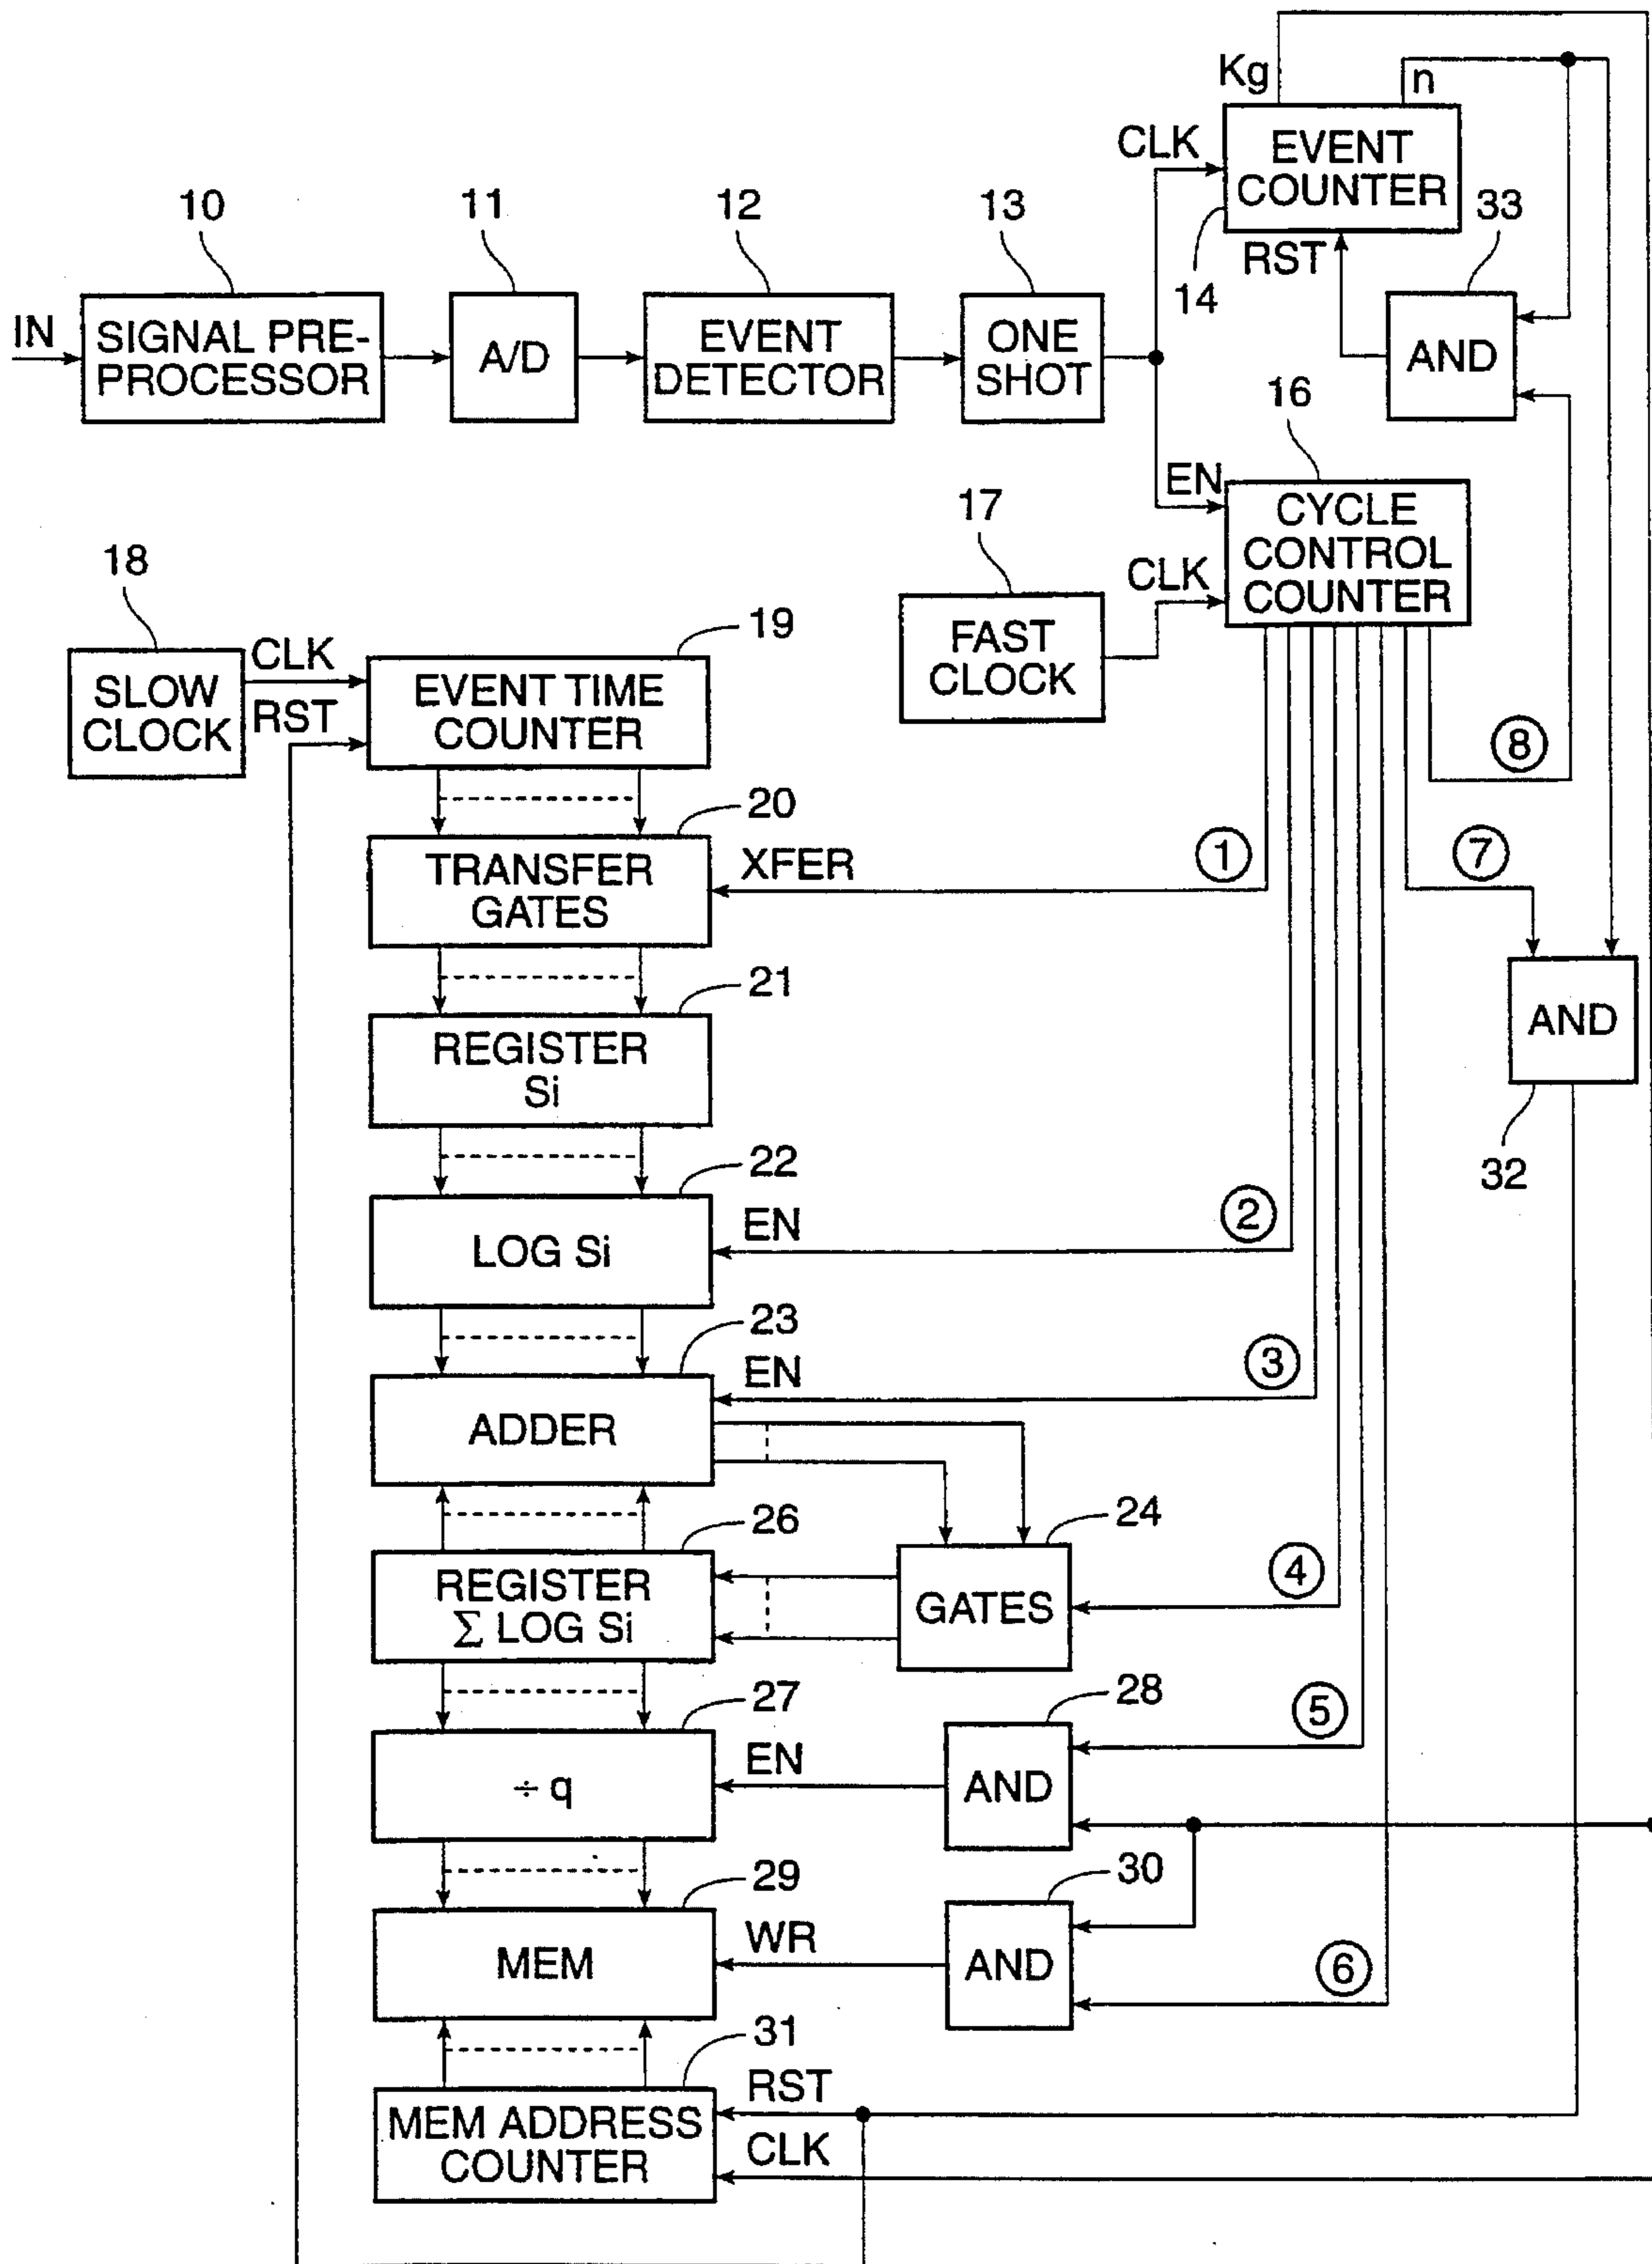 Kg
n
CLK
EVENT
COUNTER
10
11
12
13
14
RST
33
IN
SIGNAL PRE-
PROCESSOR
A/D
EVENT
DETECTOR
ONE
SHOT
AND
16
EN
CYCLE
CONTROL
COUNTER
17
CLK
FAST
CLOCK
18
SLOW
CLOCK
CLK
RST
19
EVENT TIME
COUNTER
8
20
TRANSFER
GATES
XFER
1
7
21
REGISTER
Si
AND
32
22
LOG Si
EN
2
23
ADDER
EN
3
26
REGISTER
Σ LOG Si
24
GATES
4
27
÷ q
EN
28
AND
5
29
MEM
WR
30
AND
6
31
MEM ADDRESS
COUNTER
RST
CLK